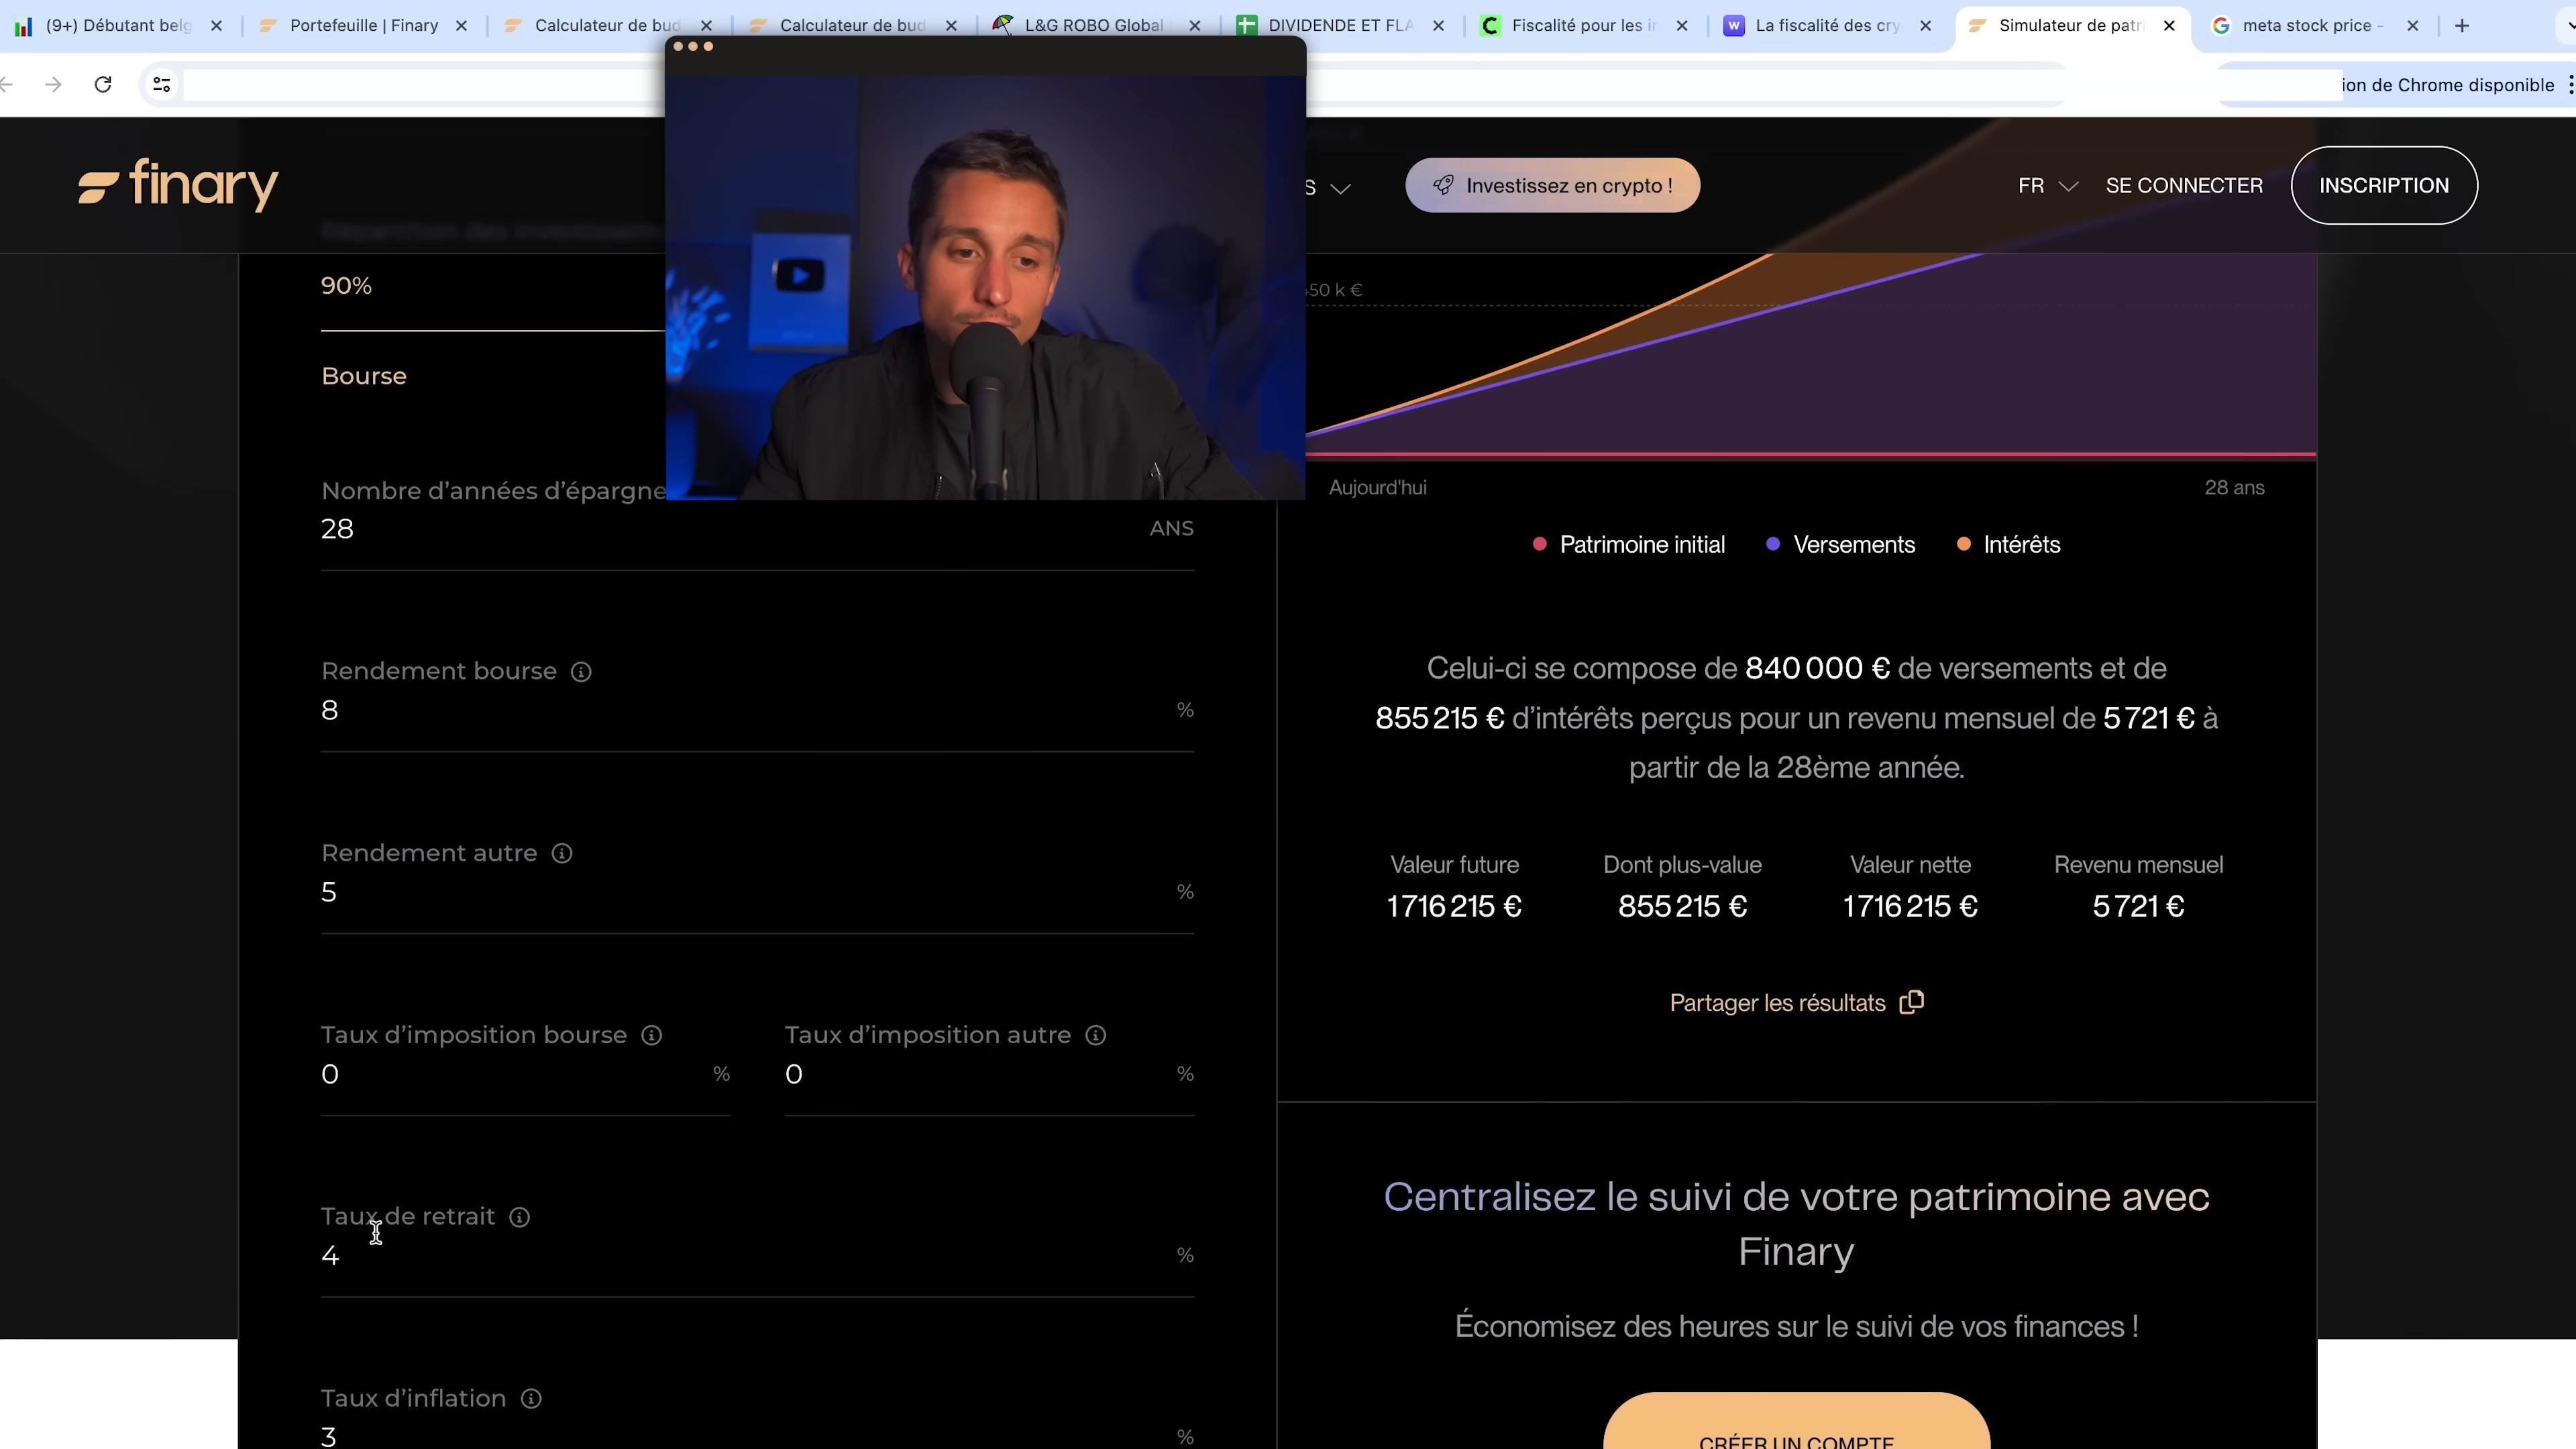 (9+) Débutant belg
Portefeuille | Finary
Calculateur de bud
Calculateur de bud
L&G ROBO Global
DIVIDENDE ET FLA
Fiscalité pour les in
La fiscalité des cry
Simulateur de patri
meta stock price -
ion de Chrome disponible
finary
S
Investissez en crypto !
FR
SE CONNECTER
INSCRIPTION
Répartition des investisseme
90%
Bourse
Nombre d'années d'épargne
28
ANS
Rendement bourse
8
%
Rendement autre
5
%
Taux d'imposition bourse
0
%
Taux d'imposition autre
0
%
Taux de retrait
4
%
Taux d'inflation
3
%
50 k €
Aujourd'hui
28 ans
Patrimoine initial
Versements
Intérêts
Celui-ci se compose de 840 000 € de versements et de
855 215 € d'intérêts perçus pour un revenu mensuel de 5 721 € à
partir de la 28ème année.
Valeur future
1 716 215 €
Dont plus-value
855 215 €
Valeur nette
1 716 215 €
Revenu mensuel
5 721 €
Partager les résultats
Centralisez le suivi de votre patrimoine avec
Finary
Économisez des heures sur le suivi de vos finances !
CRÉER UN COMPTE